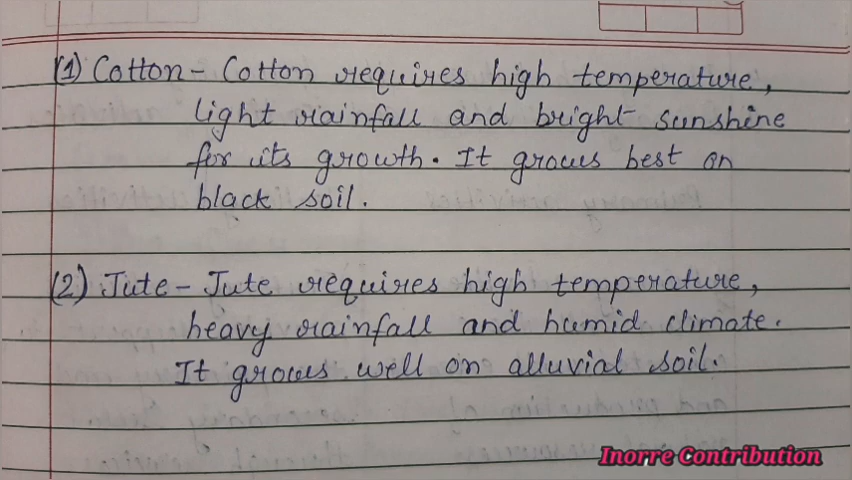 (1) Cotton - Cotton requires high temperature,
light rainfall and bright sunshine
for its growth. It grows best on
black soil.
(2) Jute - Jute requires high temperature,
heavy rainfall and humid climate.
It grows well on alluvial soil.
Inorre Contribution